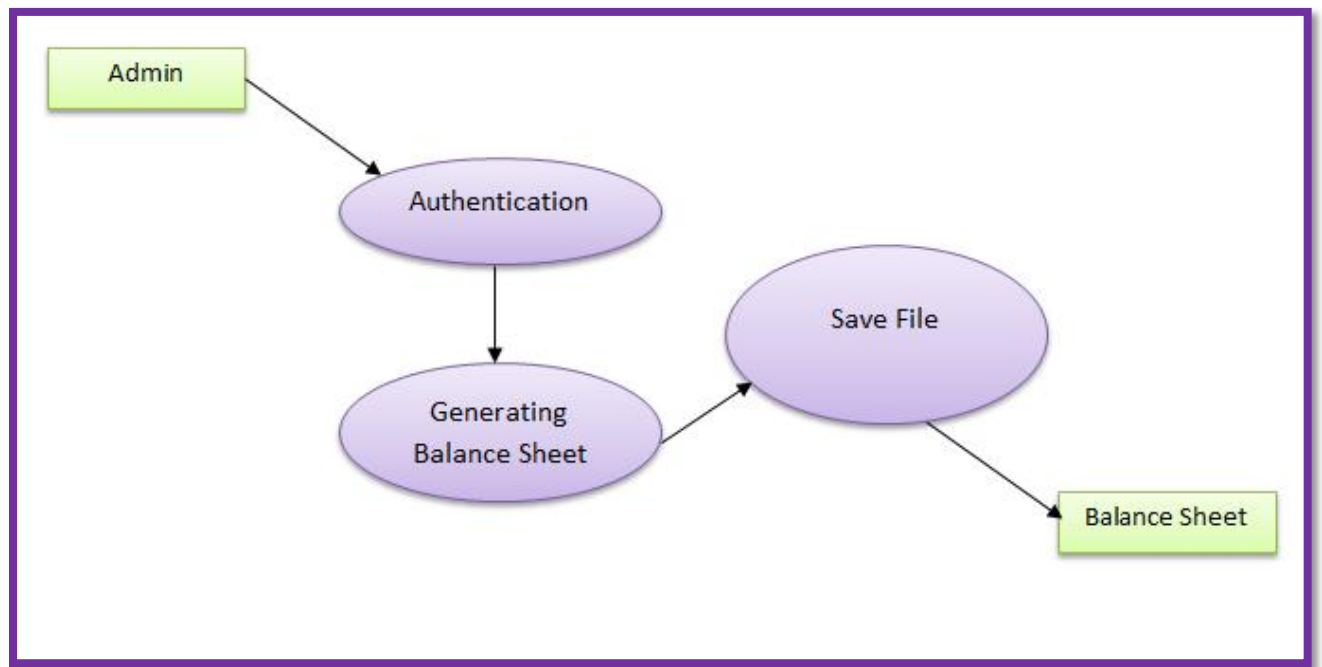 Admin
Authentication
Save File
Generating
Balance Sheet
Balance Sheet